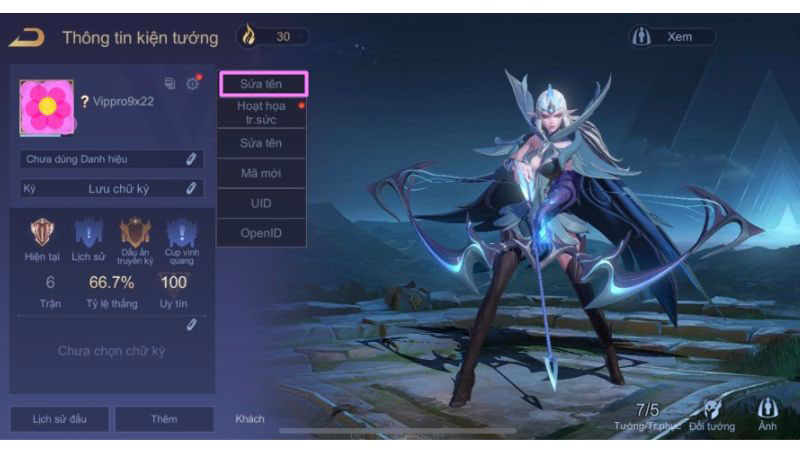 Thông tin kiện tướng
30
Xem
? Vippro9x22
Chưa dùng Danh hiệu
Ký Lưu chữ ký
Hiện tại
Lịch sử
Dấu ấn
truyền kỳ
Cup vinh
quang
6
66.7%
100
Trận
Tỷ lệ thắng
Uy tín
Chưa chọn chữ ký
Lịch sử đấu
Thêm
Khách
Sửa tên
Hoạt họa
tr.sức
Sửa tên
Mã mới
UID
OpenID
7/5
Tướng/Tr.phục
Đổi tướng
Ảnh